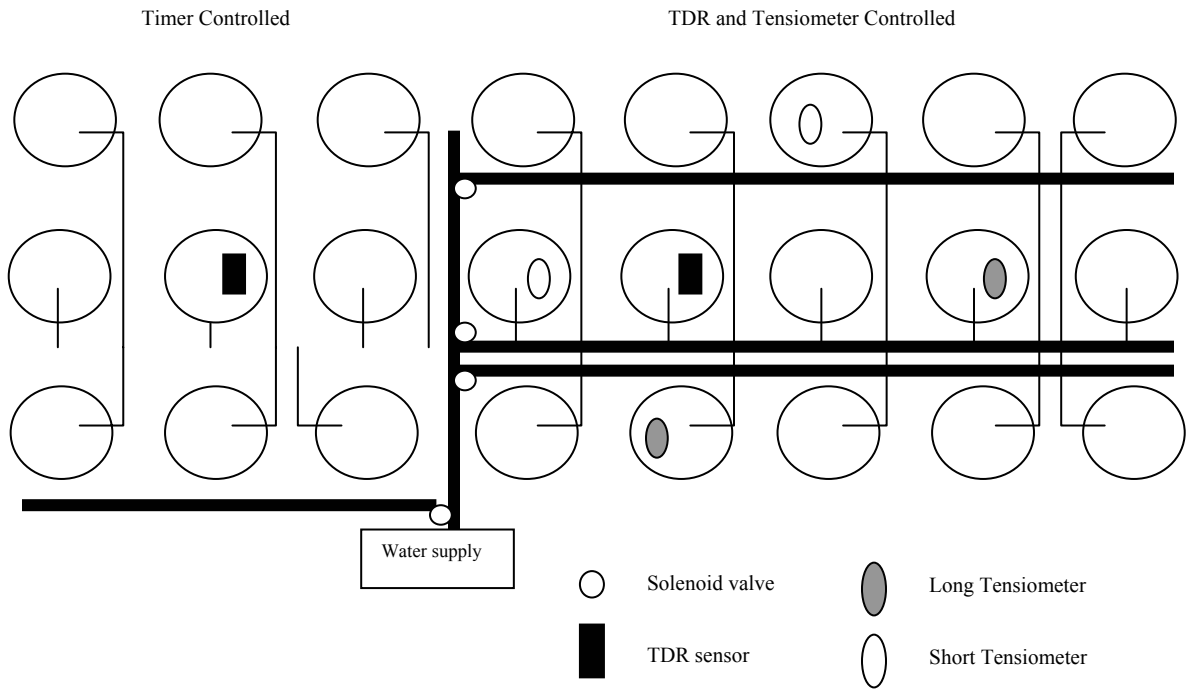 Timer Controlled
TDR and Tensiometer Controlled
Water supply
Solenoid valve
Long Tensiometer
TDR sensor
Short Tensiometer